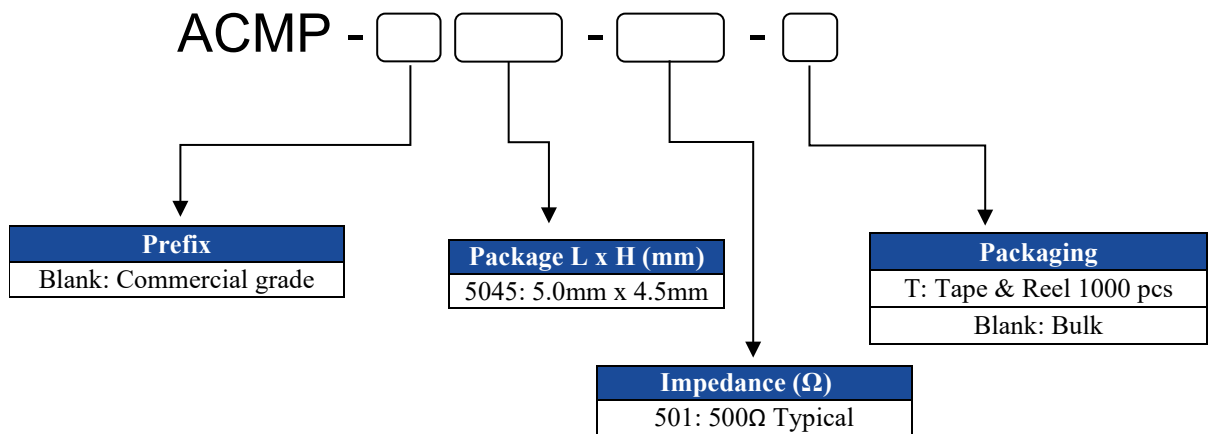 ACMP - -  -
Prefix
Blank: Commercial grade
Package L x H (mm)
5045: 5.0mm x 4.5mm
Packaging
T: Tape & Reel 1000 pcs
Blank: Bulk
Impedance (Ω)
501: 500Ω Typical